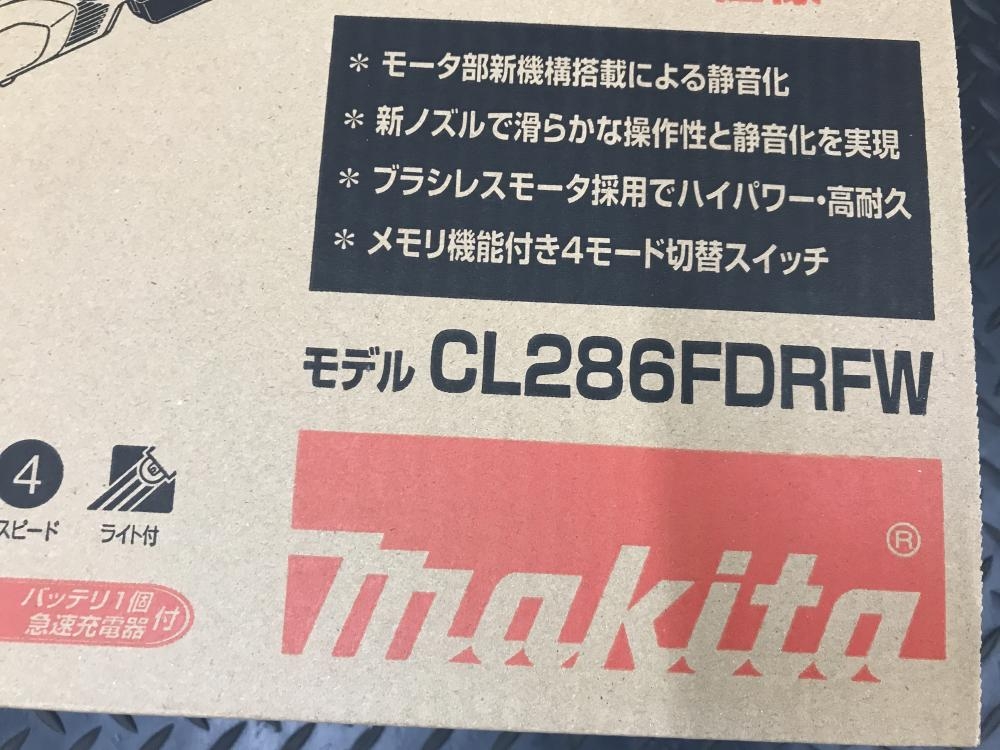 * モータ部新機構搭載による静音化
* 新ノズルで滑らかな操作性と静音化を実現
* ブラシレスモータ採用でハイパワー・高耐久
* メモリ機能付き4モード切替スイッチ
モデル CL286FDRFW
4
スピード
ライト付
バッテリ1個
急速充電器 付
makita ®